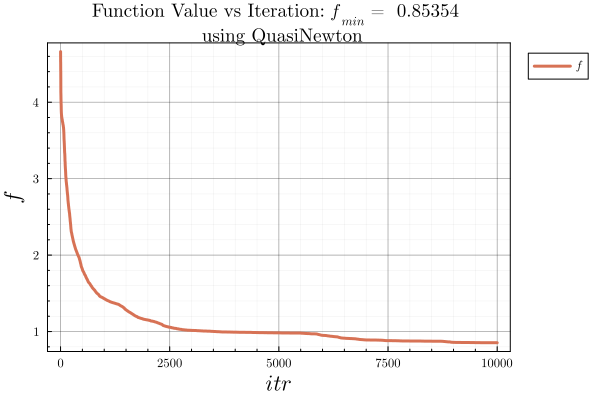 Function Value vs Iteration: f_min = 0.85354
using QuasiNewton
f
4
3
2
1
f
0 2500 5000 7500 10000
itr